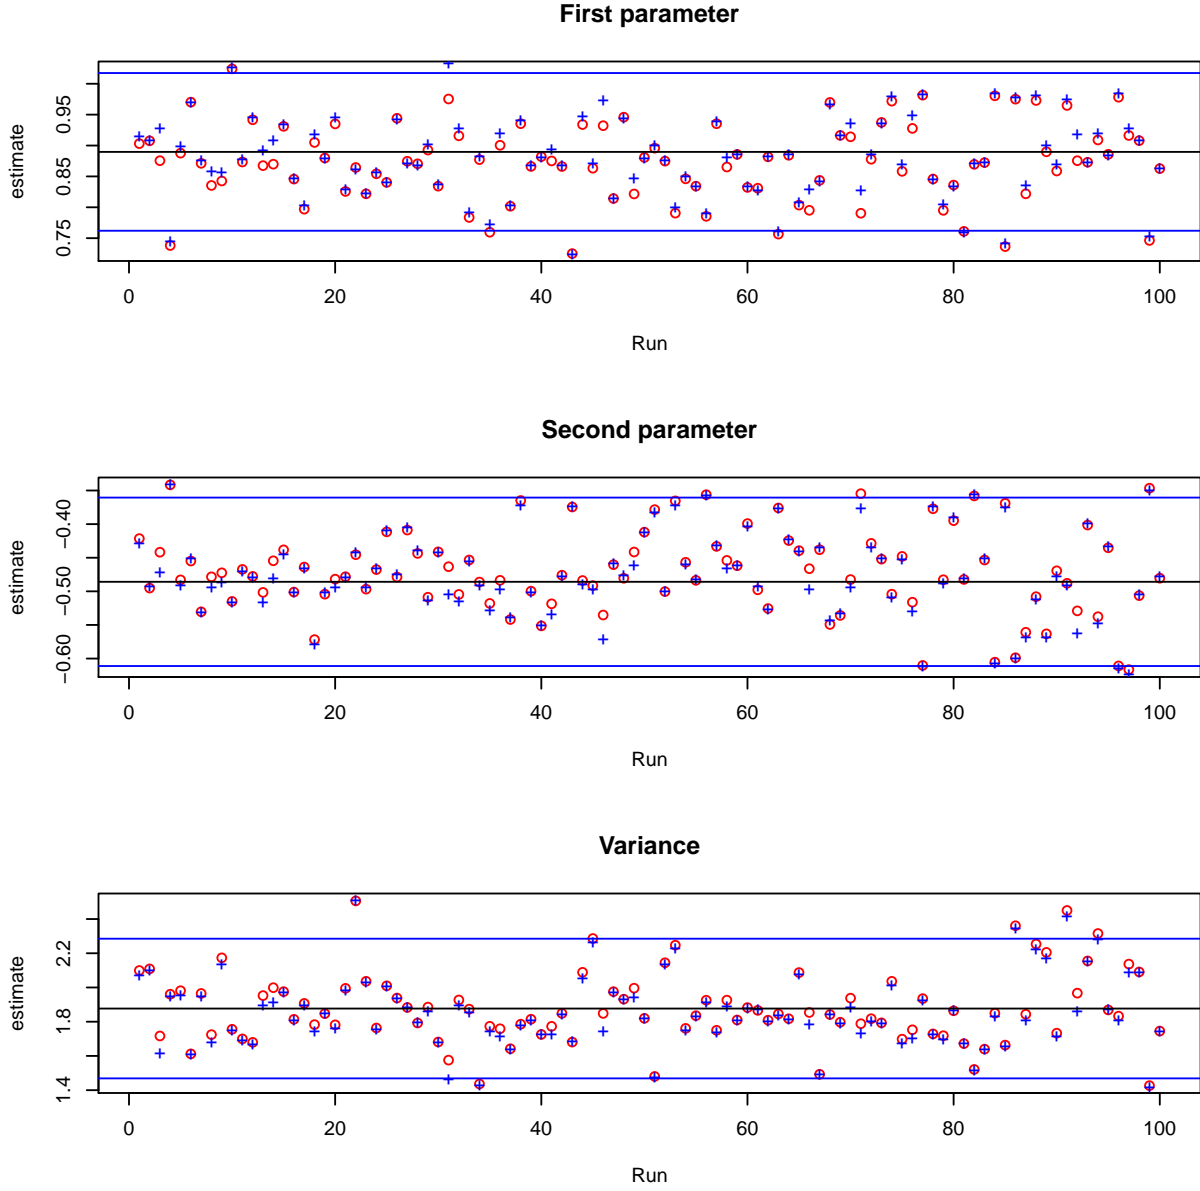 First parameter
estimate
0.95
0.85
0.75
0 20 40 60 80 100
Run
Second parameter
estimate
−0.40
−0.50
−0.60
0 20 40 60 80 100
Run
Variance
estimate
2.2
1.8
1.4
0 20 40 60 80 100
Run